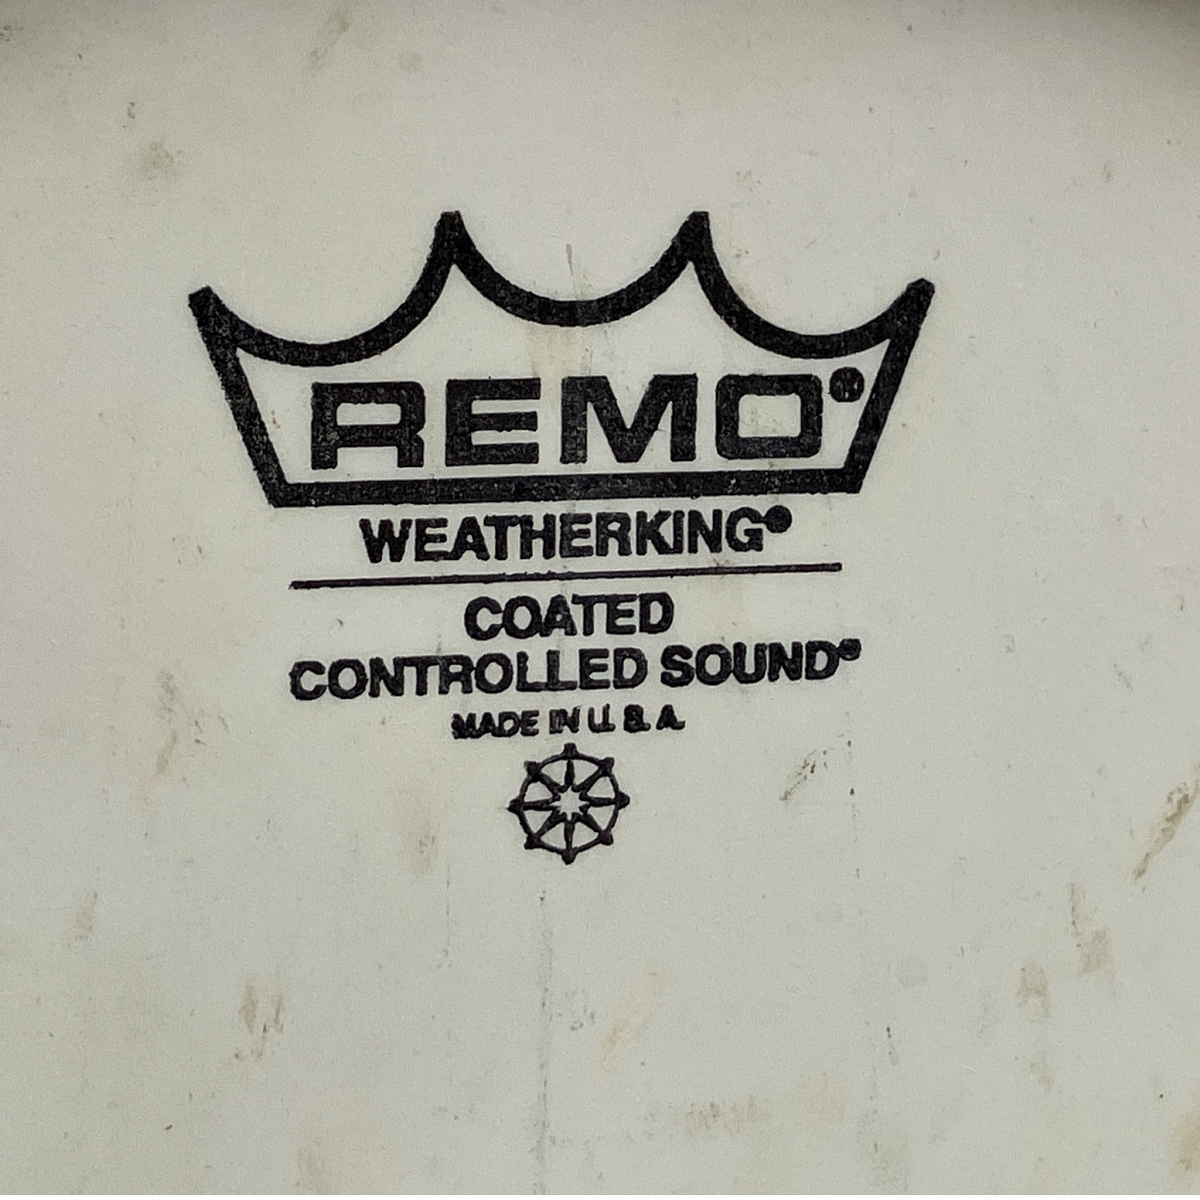 REMO®
WEATHERKING®
COATED
CONTROLLED SOUND®
MADE IN U.S.A.